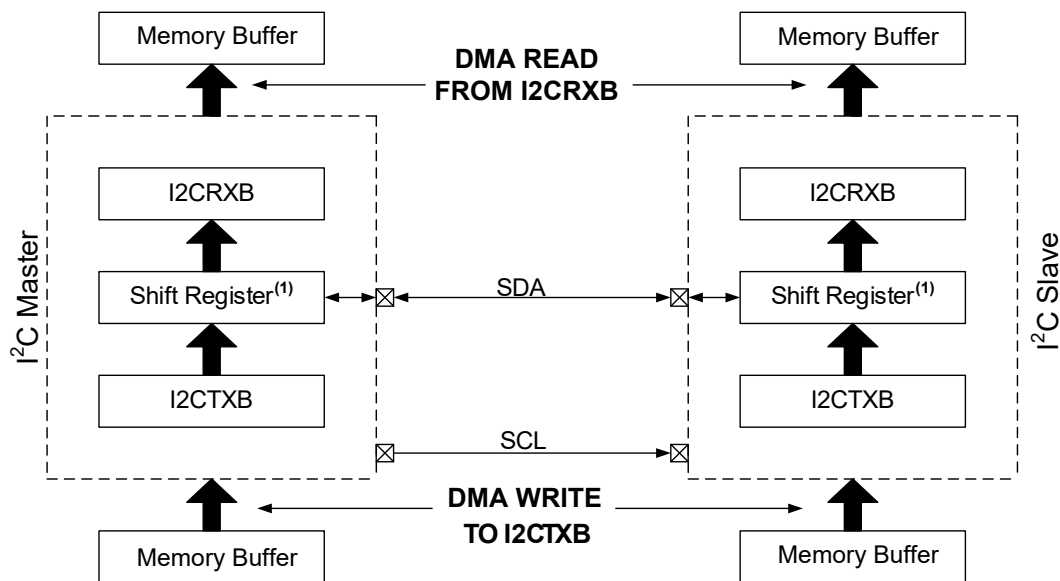 Memory Buffer
Memory Buffer
DMA READ
FROM I2CRXB
I2CRXB
I2CRXB
I²C Master
Shift Register(1)
SDA
Shift Register(1)
I²C Slave
I2CTXB
I2CTXB
SCL
DMA WRITE
TO I2CTXB
Memory Buffer
Memory Buffer